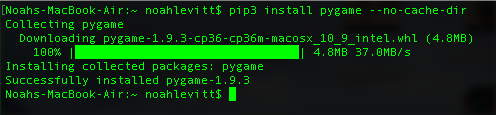 [Noahs-MacBook-Air:~ noahlevitt$ pip3 install pygame --no-cache-dir
Collecting pygame
Downloading pygame-1.9.3-cp36-cp36m-macosx_10_9_intel.whl (4.8MB)
100% |████████████████████████████████| 4.8MB 37.0MB/s
Installing collected packages: pygame
Successfully installed pygame-1.9.3
Noahs-MacBook-Air:~ noahlevitt$